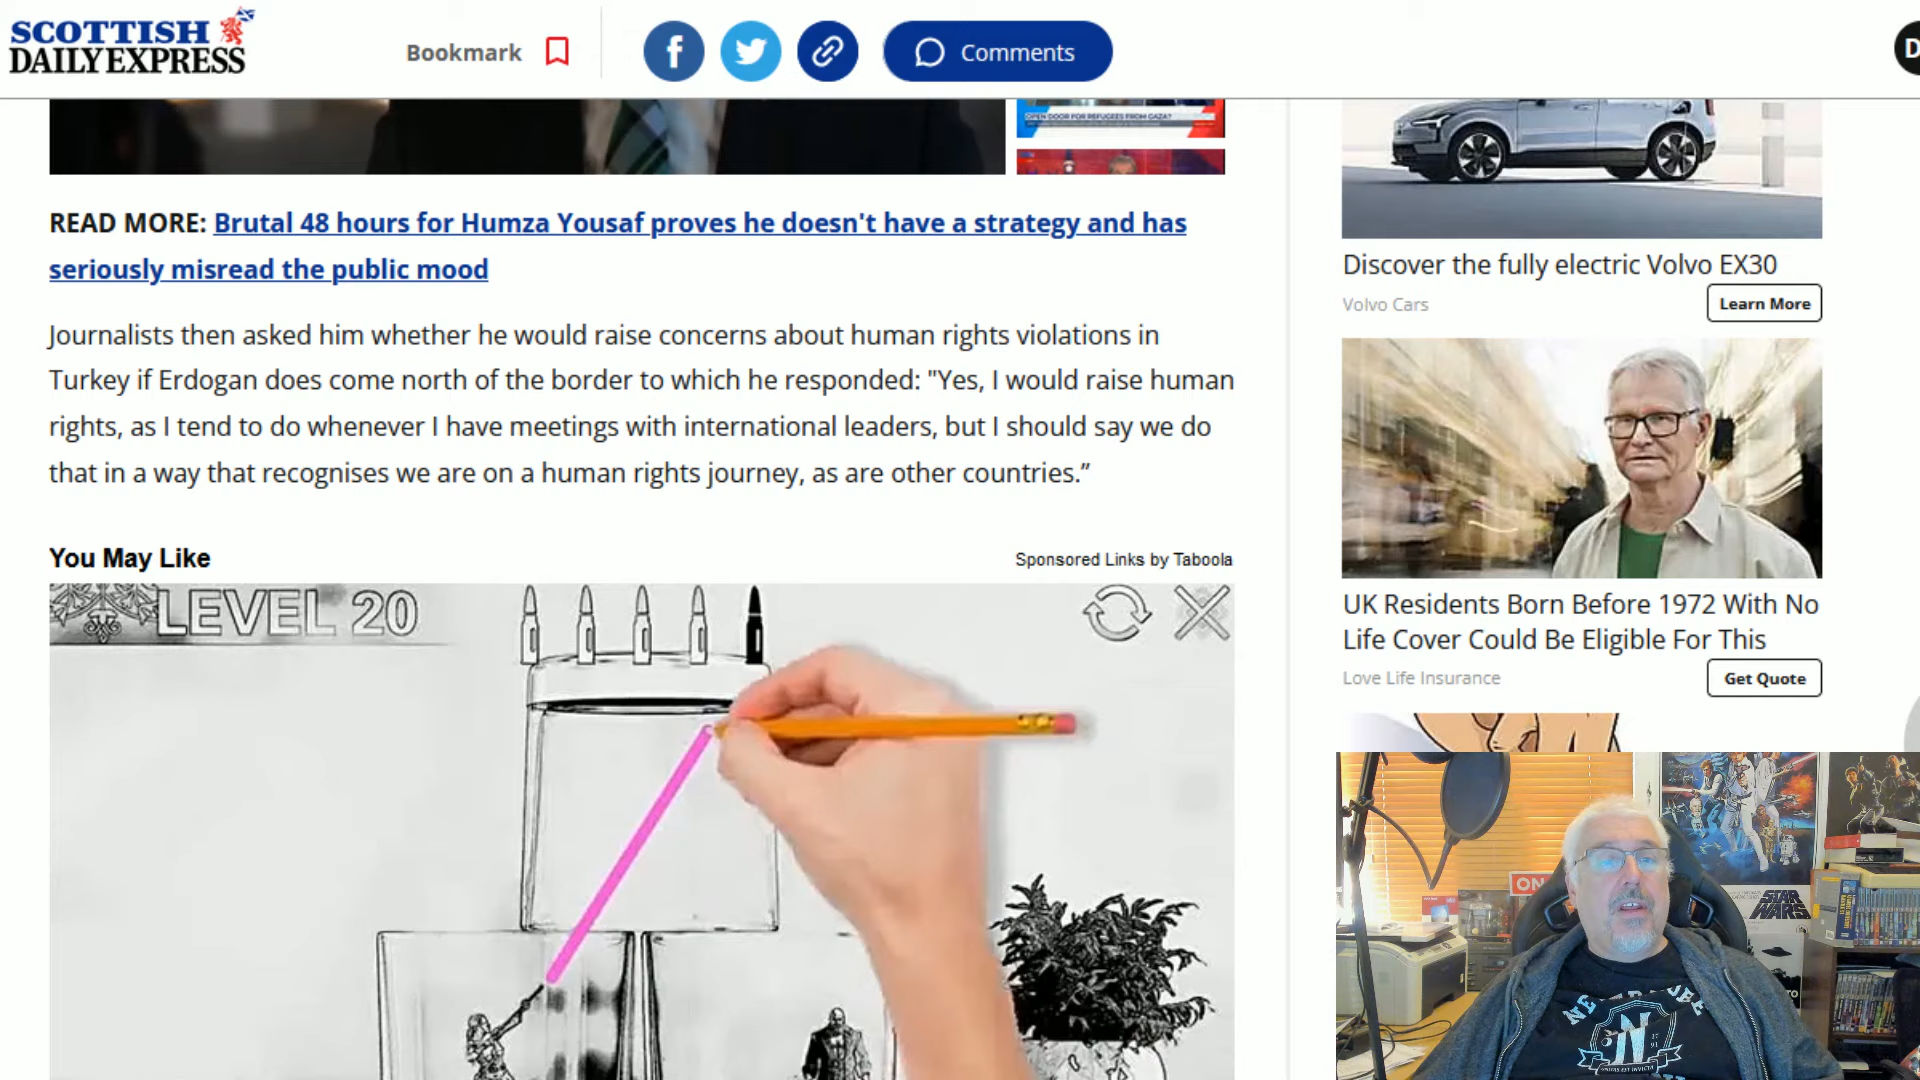 SCOTTISH
DAILY EXPRESS
Bookmark
Comments
D
OPEN DOOR FOR REFUGEES FROM GAZA?
READ MORE: Brutal 48 hours for Humza Yousaf proves he doesn't have a strategy and has
seriously misread the public mood
Journalists then asked him whether he would raise concerns about human rights violations in
Turkey if Erdogan does come north of the border to which he responded: "Yes, I would raise human
rights, as I tend to do whenever I have meetings with international leaders, but I should say we do
that in a way that recognises we are on a human rights journey, as are other countries.”
You May Like
Sponsored Links by Taboola
LEVEL 20
Discover the fully electric Volvo EX30
Volvo Cars
Learn More
UK Residents Born Before 1972 With No
Life Cover Could Be Eligible For This
Love Life Insurance
Get Quote
ON
STAR
WARS
N